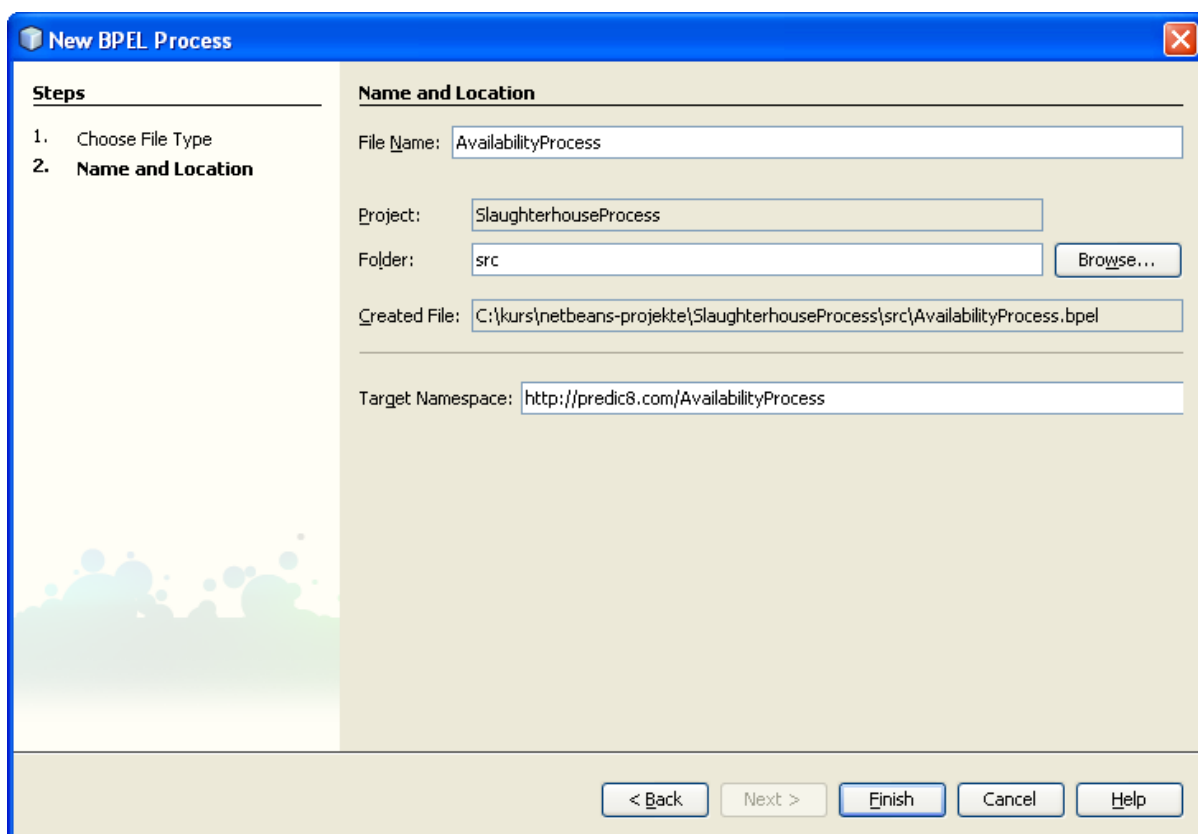 New BPEL Process
Steps
1. Choose File Type
2. Name and Location
Name and Location
File Name: AvailabilityProcess
Project: SlaughterhouseProcess
Folder: src Browse...
Created File: C:\kurs\netbeans-projekte\SlaughterhouseProcess\src\AvailabilityProcess.bpel
Target Namespace: http://predic8.com/AvailabilityProcess
< Back Next > Finish Cancel Help